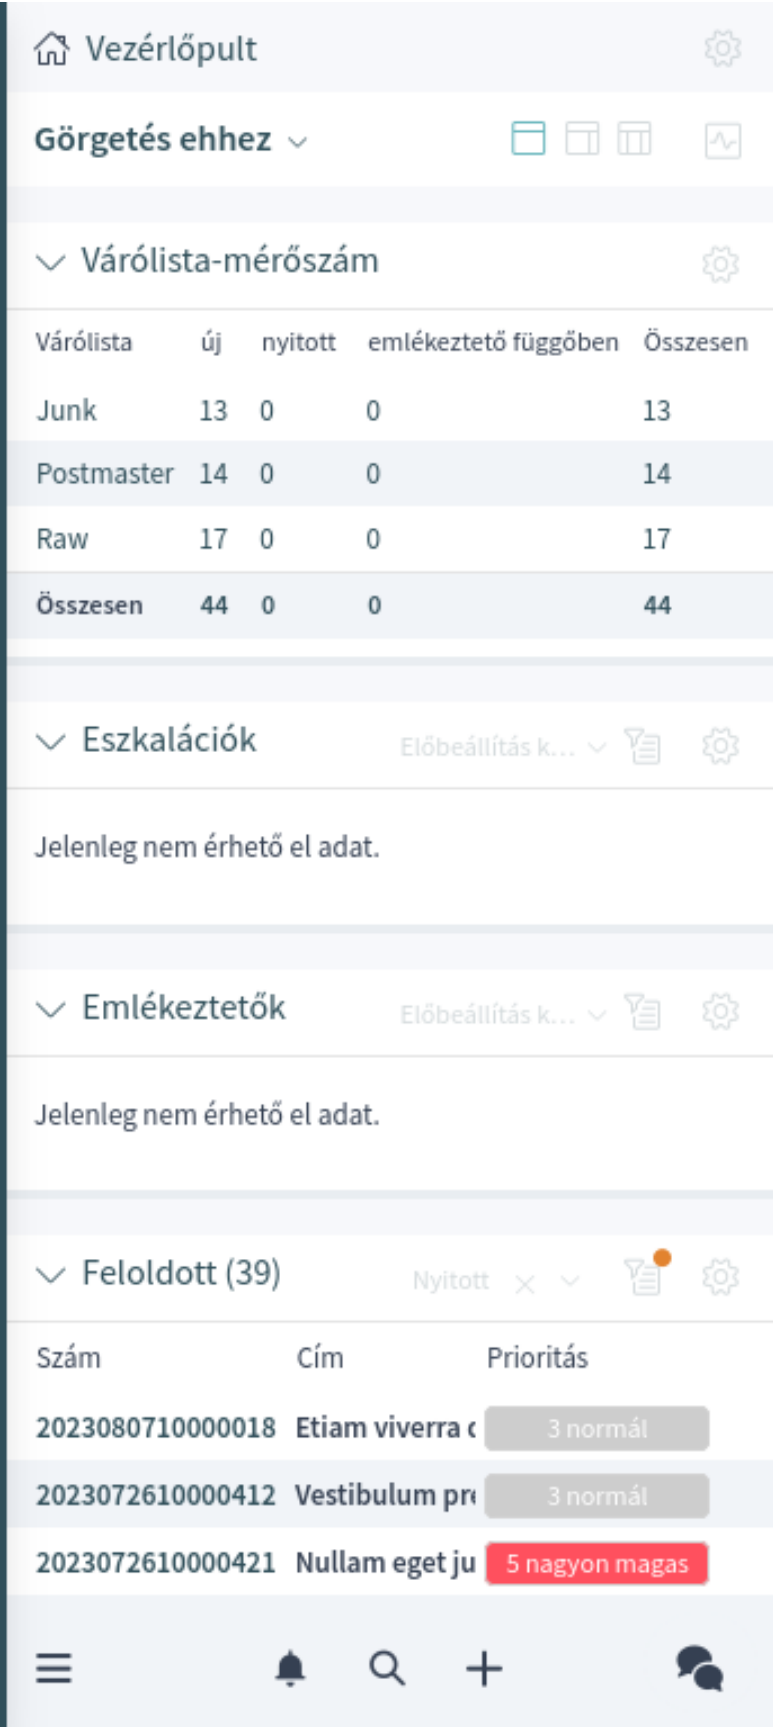 Vezérlőpult
Görgetés ehhez
Várólista-mérőszám
Várólista új nyitott emlékeztető függőben Összesen
Junk 13 0 0 13
Postmaster 14 0 0 14
Raw 17 0 0 17
Összesen 44 0 0 44
Eszkalációk Előbeállítás k...
Jelenleg nem érhető el adat.
Emlékeztetők Előbeállítás k...
Jelenleg nem érhető el adat.
Feloldott (39) Nyitott
Szám Cím Prioritás
2023080710000018 Etiam viverra 3 normál
2023072610000412 Vestibulum pre 3 normál
2023072610000421 Nullam eget ju 5 nagyon magas